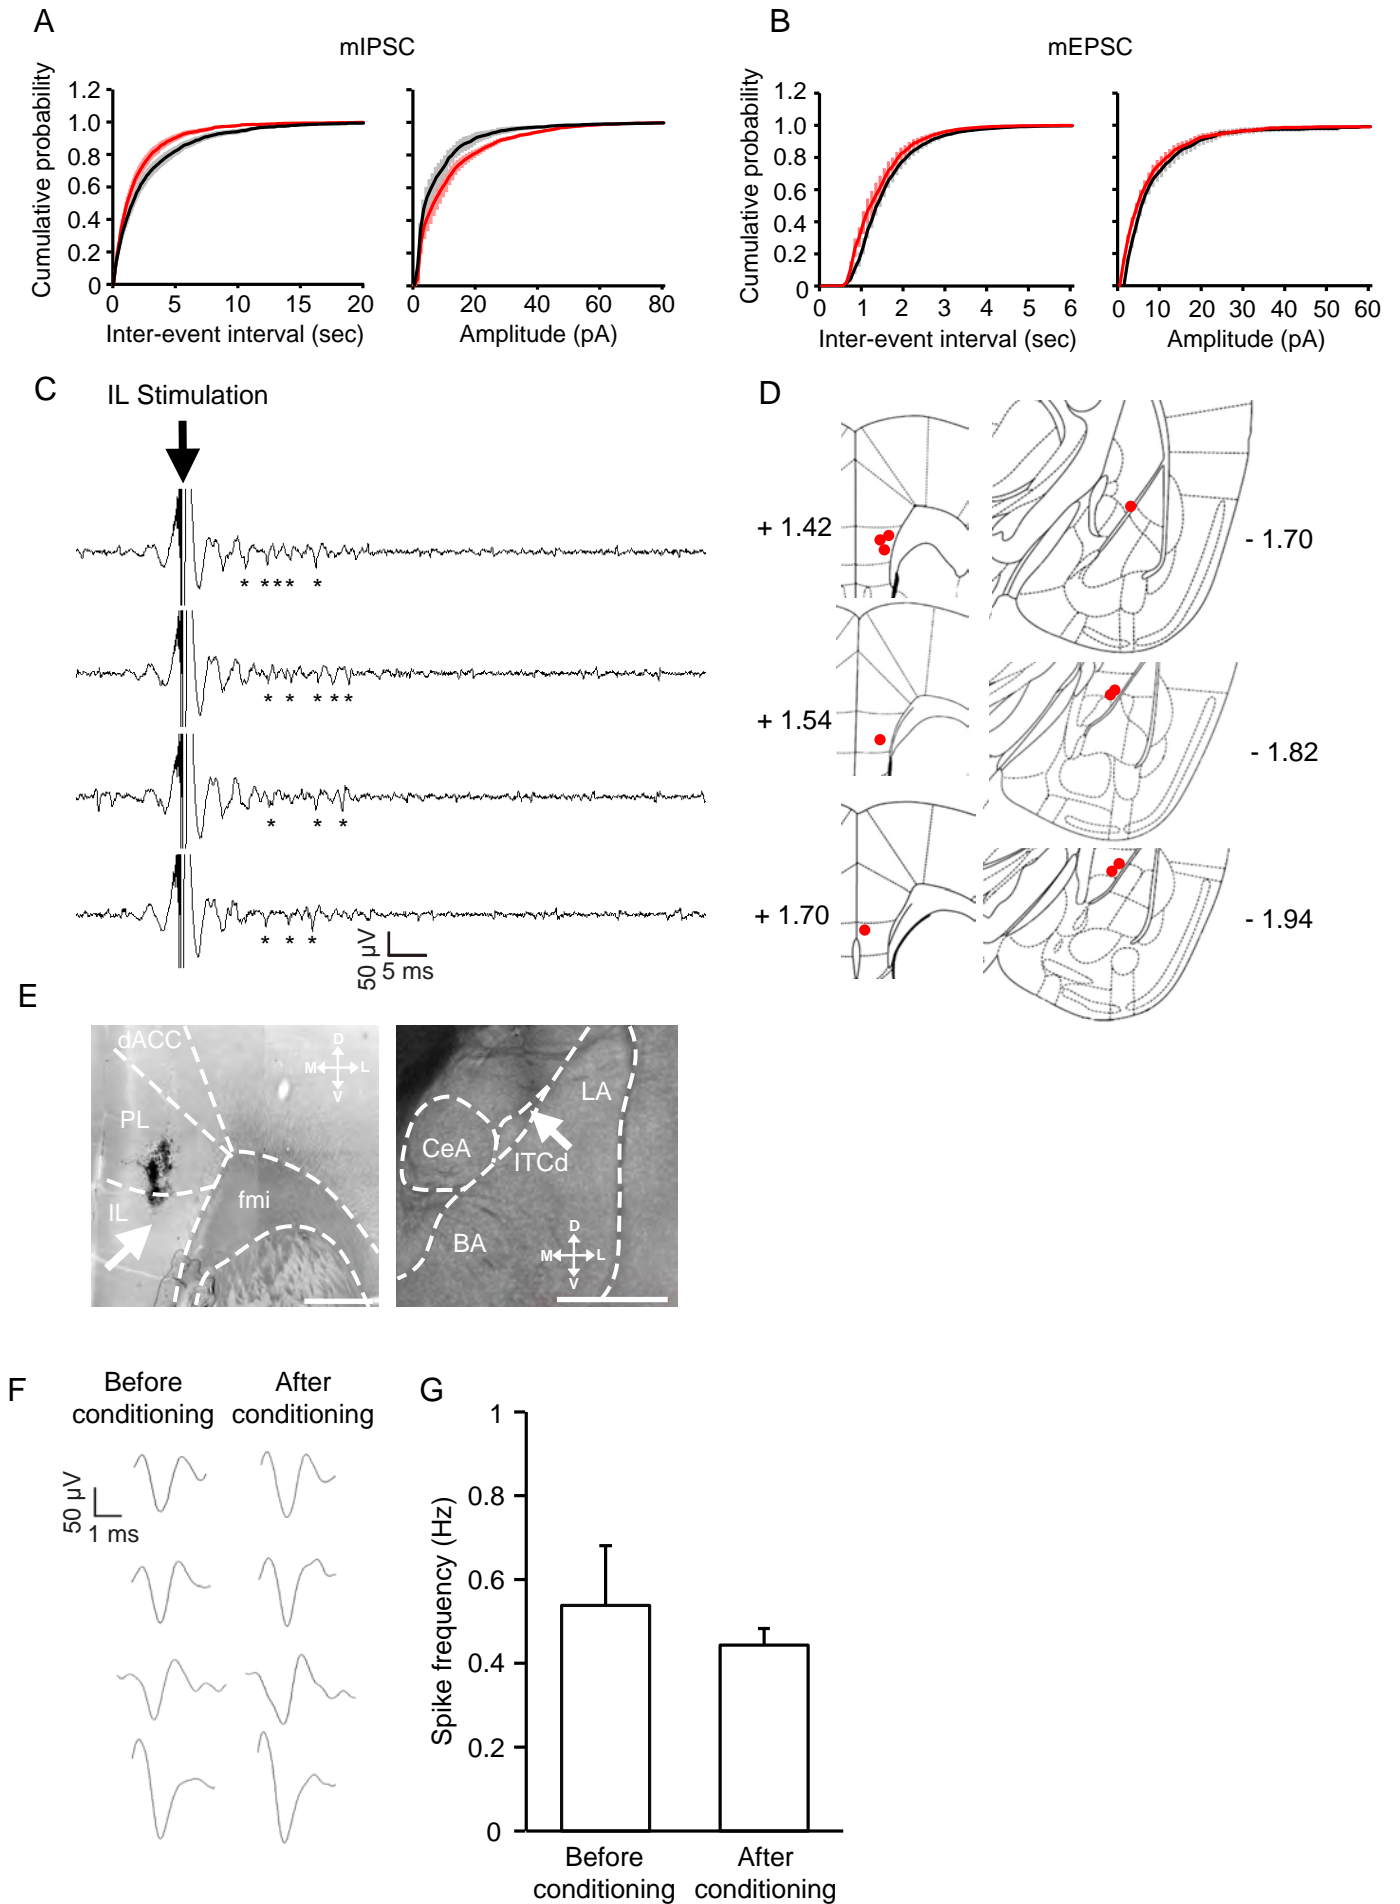 A
B
mIPSC
mEPSC
Cumulative probability
1.2
1.0
0.8
0.6
0.4
0.2
0
0 5 10 15 20
Inter-event interval (sec)
0 20 40 60 80
Amplitude (pA)
Cumulative probability
1.2
1.0
0.8
0.6
0.4
0.2
0
0 1 2 3 4 5 6
Inter-event interval (sec)
0 10 20 30 40 50 60
Amplitude (pA)
C
IL Stimulation
* * * * *
* * * * *
* * *
* * *
50 µV
5 ms
D
+ 1.42
- 1.70
+ 1.54
- 1.82
+ 1.70
- 1.94
E
dACC
PL
IL
fmi
D
M L
V
LA
CeA
ITCd
BA
D
M L
V
F
Before
conditioning
After
conditioning
50 µV
1 ms
G
Spike frequency (Hz)
1
0.8
0.6
0.4
0.2
0
Before
conditioning
After
conditioning